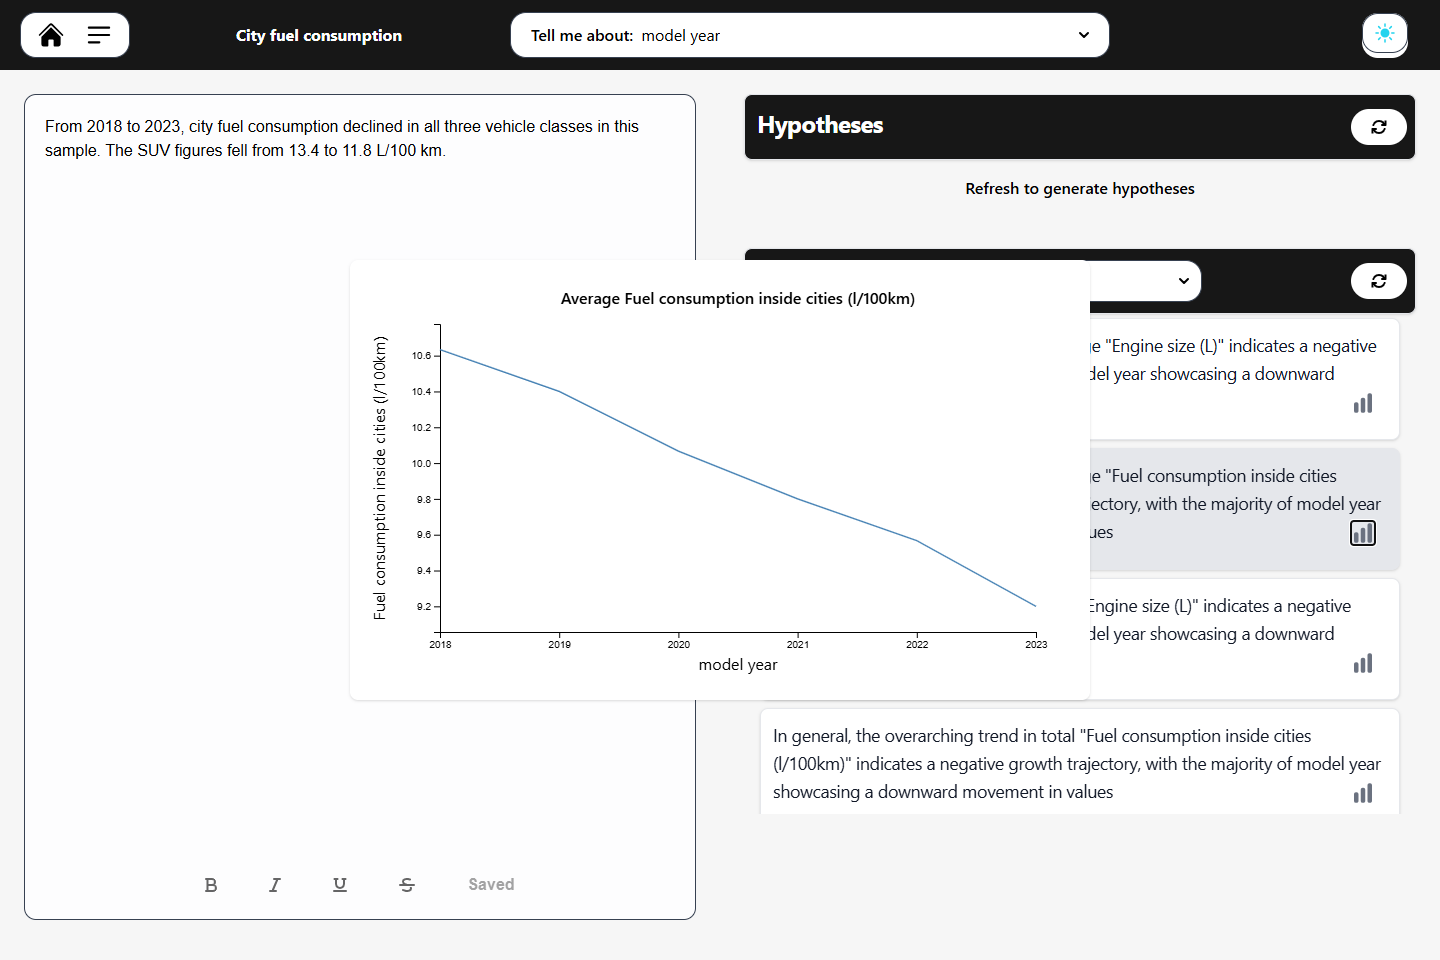 City fuel consumption
Tell me about: model year
From 2018 to 2023, city fuel consumption declined in all three vehicle classes in this
sample. The SUV figures fell from 13.4 to 11.8 L/100 km.
B I U S Saved
Hypotheses
Refresh to generate hypotheses
"Engine size (L)" indicates a negative
year showcasing a downward
"Fuel consumption inside cities
with the majority of model year
Engine size (L)" indicates a negative
year showcasing a downward
In general, the overarching trend in total "Fuel consumption inside cities
(l/100km)" indicates a negative growth trajectory, with the majority of model year
showcasing a downward movement in values
Average Fuel consumption inside cities (l/100km)
Fuel consumption inside cities (l/100km)
10.6
10.4
10.2
10.0
9.8
9.6
9.4
9.2
2018 2019 2020 2021 2022 2023
model year